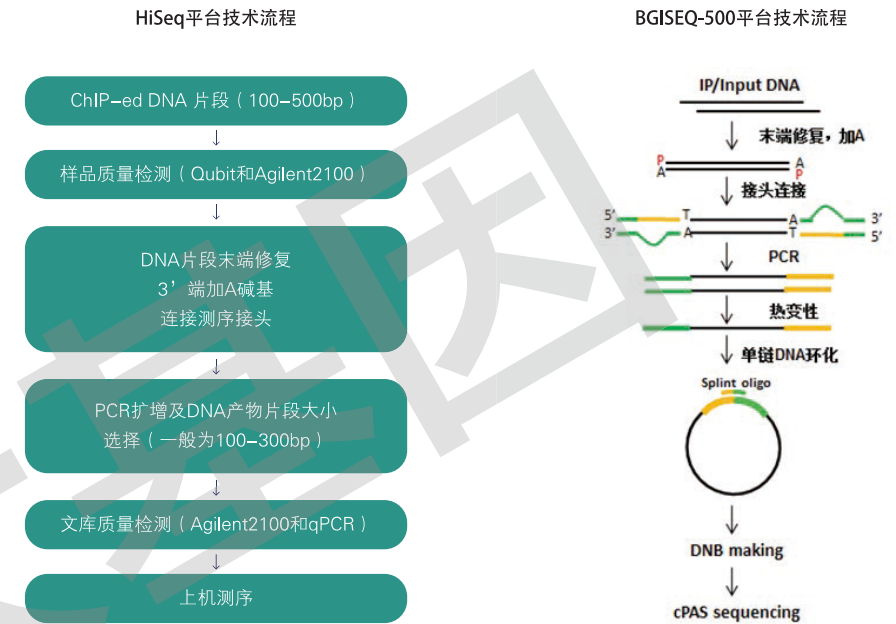 HiSeq平台技术流程
ChIP-ed DNA 片段（100-500bp）
样品质量检测（Qubit和Agilent2100）
DNA片段末端修复
3’端加A碱基
连接测序接头
PCR扩增及DNA产物片段大小
选择（一般为100-300bp）
文库质量检测（Agilent2100和qPCR）
上机测序
BGISEQ-500平台技术流程
IP/Input DNA
末端修复，加A
P A
A P
接头连接
5’ T A 3’
3’ A T 5’
PCR
热变性
单链DNA环化
Splint oligo
DNB making
cPAS sequencing
基因